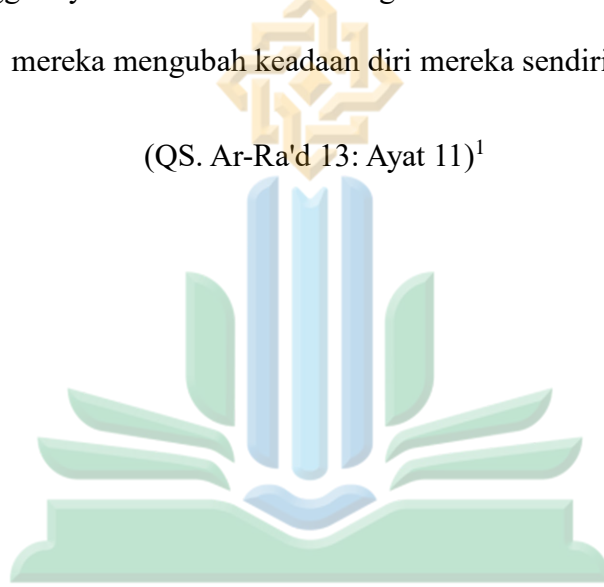 mereka mengubah keadaan diri mereka sendiri
(QS. Ar-Ra'd 13: Ayat 11)1